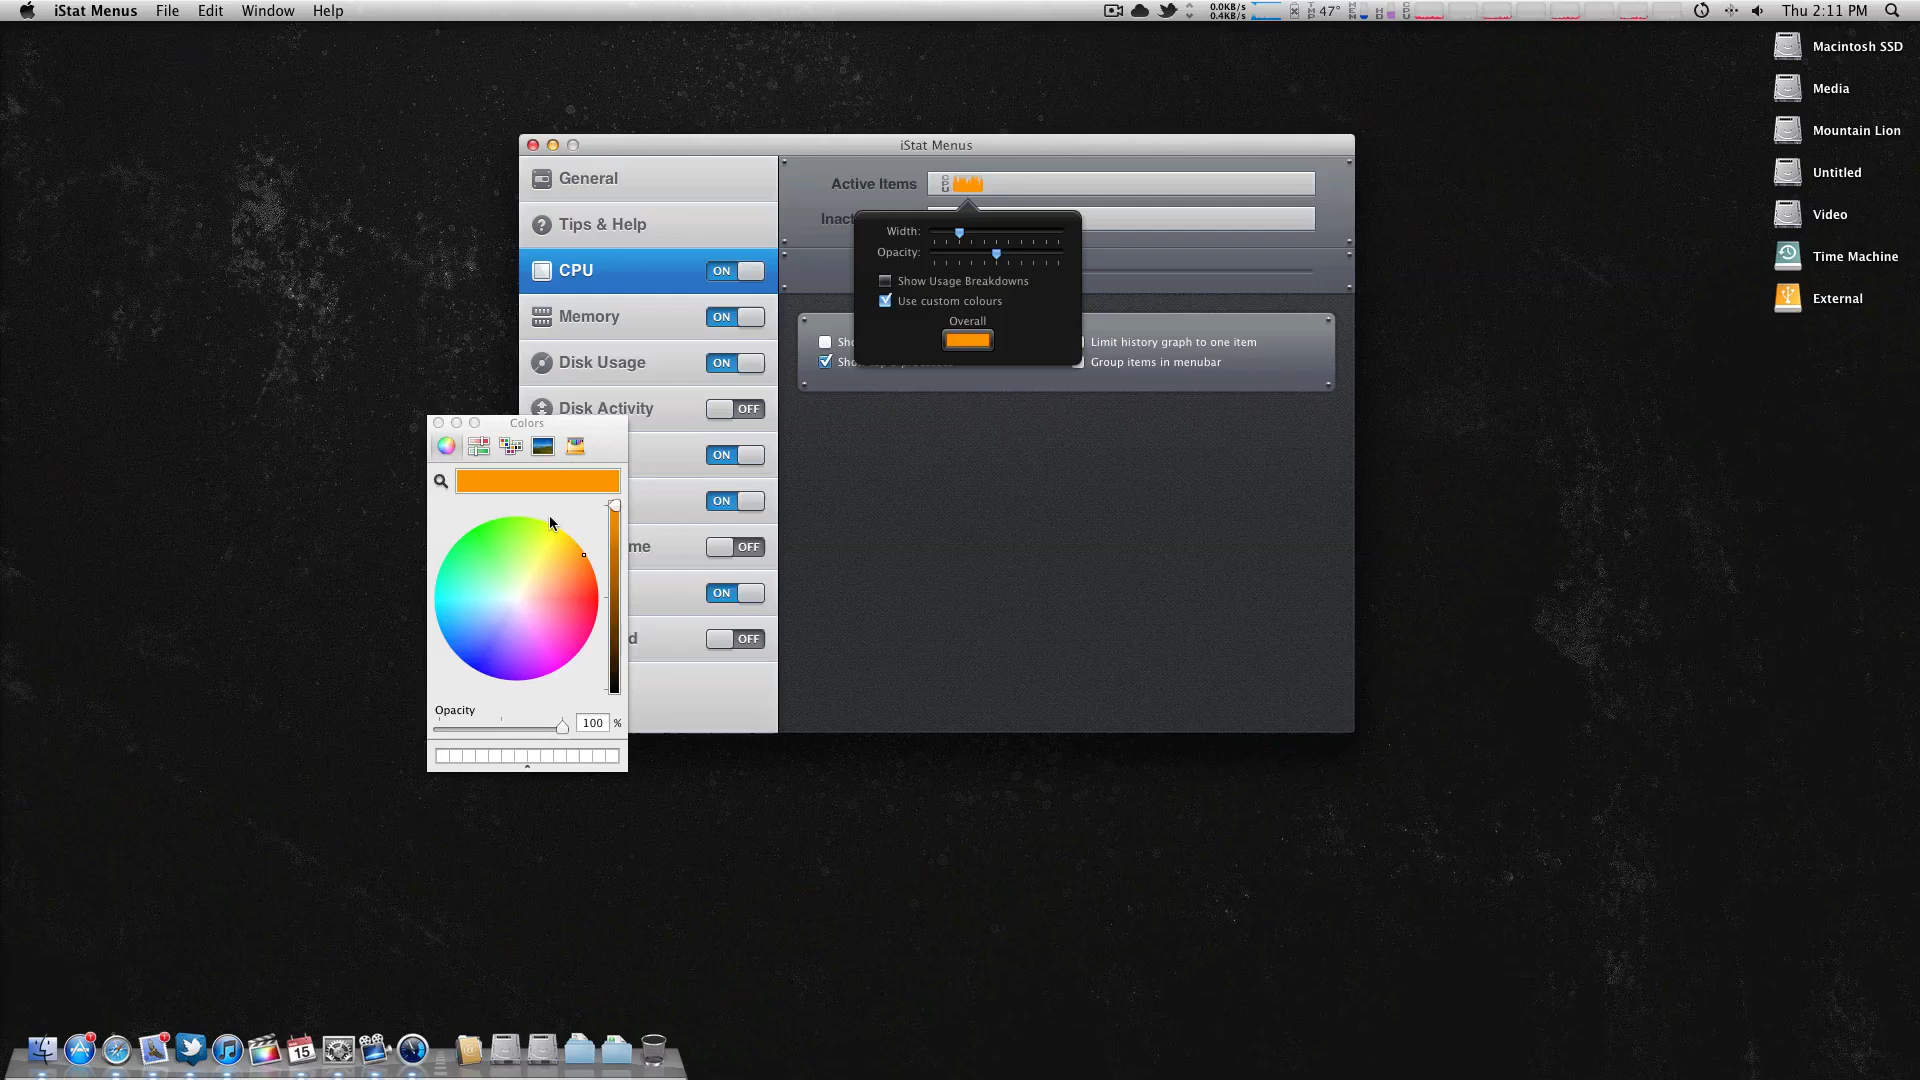 iStat Menus File Edit Window Help
0.0KB/s
0.4KB/s
47°
Thu 2:11 PM
Macintosh SSD
Media
Mountain Lion
Untitled
Video
Time Machine
External
iStat Menus
General
Tips & Help
CPU ON
Memory ON
Disk Usage ON
Disk Activity OFF
ON
ON
me OFF
ON
d OFF
Active Items CPU
Inac
Width:
Opacity:
Show Usage Breakdowns
Use custom colours
Overall
Limit history graph to one item
Group items in menubar
Colors
Opacity
100 %
15